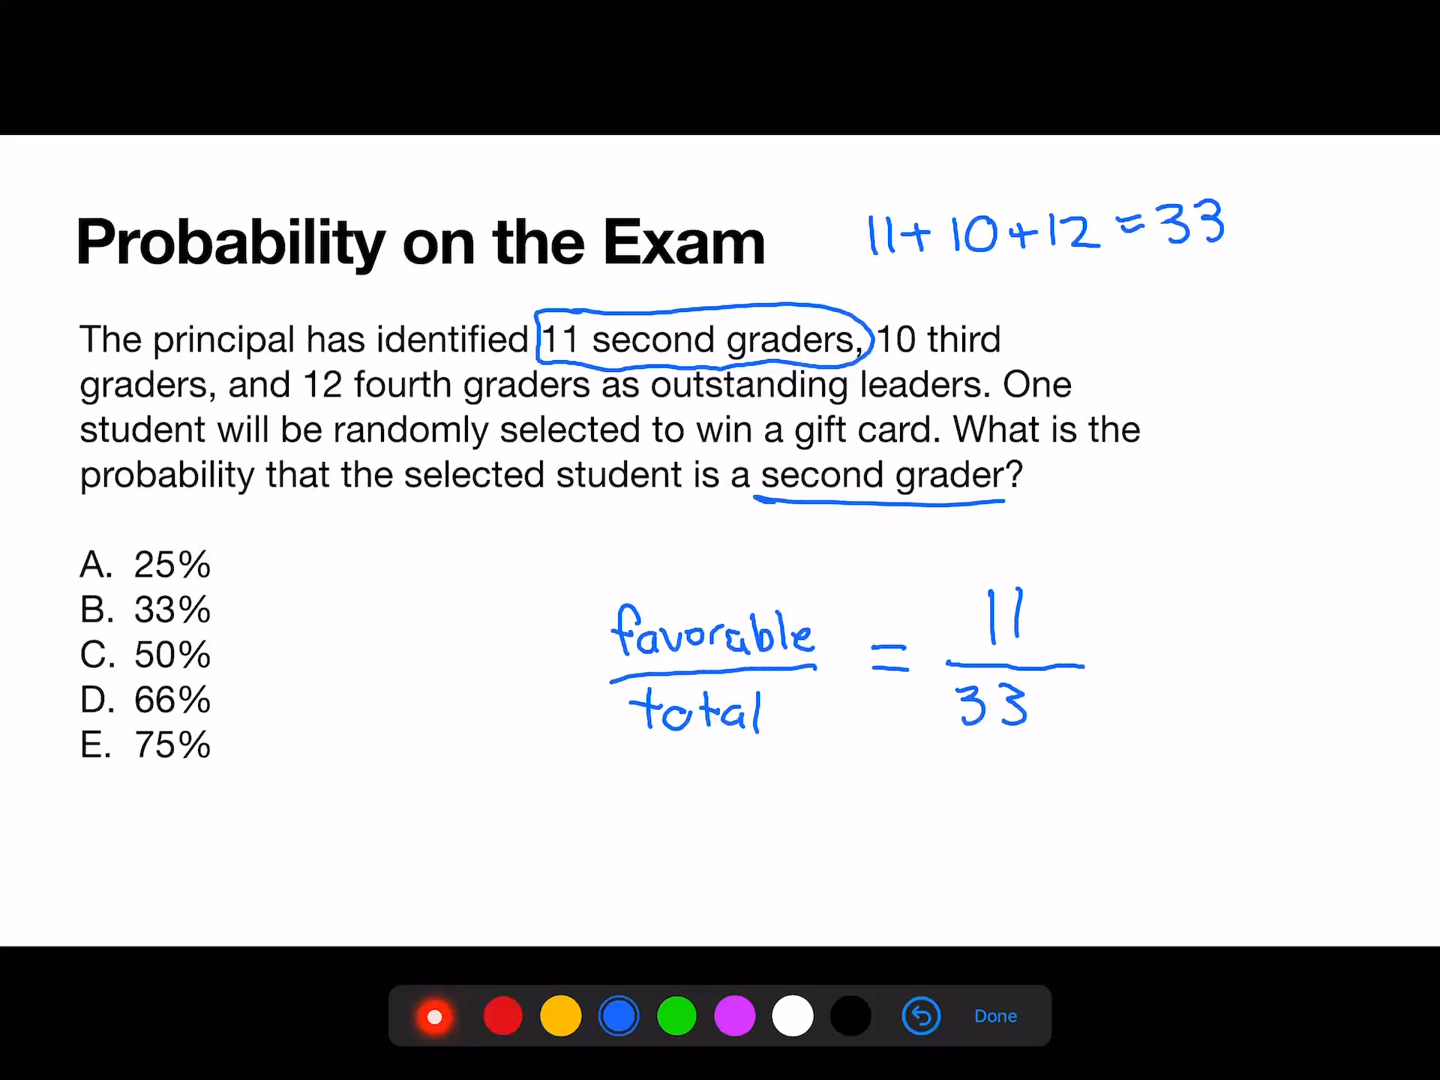 Probability on the Exam
11 + 10 + 12 = 33
The principal has identified 11 second graders, 10 third
graders, and 12 fourth graders as outstanding leaders. One
student will be randomly selected to win a gift card. What is the
probability that the selected student is a second grader?
A. 25%
B. 33%
C. 50%
D. 66%
E. 75%
favorable
total
=
11
33
Done